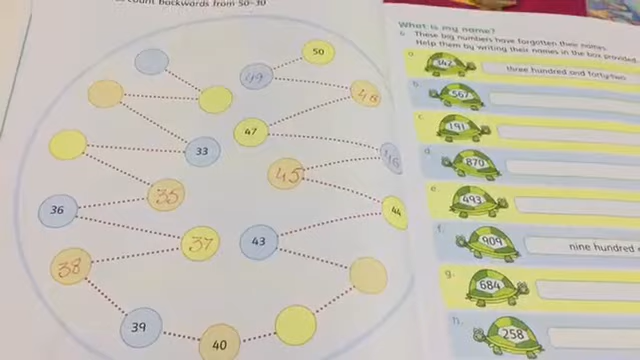 count backwards from 50-30
50
49
48
47
46
45
44
43
33
35
36
37
38
39
40
What is my name?
6 These big numbers have forgotten their names.
Help them by writing their names in the box provided.
a. 342 three hundred and forty-two
b. 567
c. 191
d. 870
e. 493
f. 909 nine hundred
g. 684
h. 258